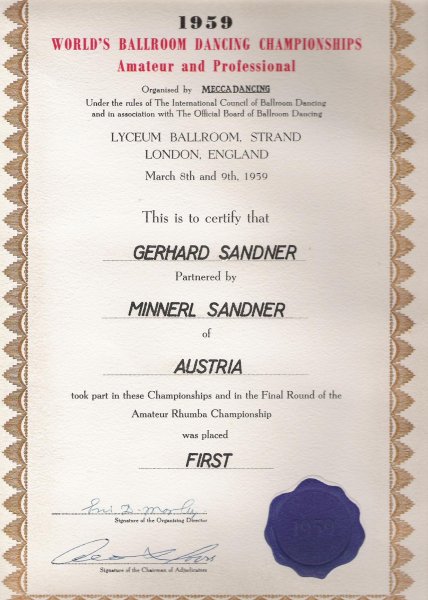 1959
WORLD'S BALLROOM DANCING CHAMPIONSHIPS
Amateur and Professional
Organised by MECCA DANCING
Under the rules of The International Council of Ballroom Dancing
and in association with The Official Board of Ballroom Dancing
LYCEUM BALLROOM, STRAND
LONDON, ENGLAND
March 8th and 9th, 1959
This is to certify that
GERHARD SANDNER
Partnered by
MINNERL SANDNER
of
AUSTRIA
took part in these Championships and in the Final Round of the
Amateur Rhumba Championship
was placed
FIRST
Signature of the Organising Director
Signature of the Chairman of Adjudicators
1959